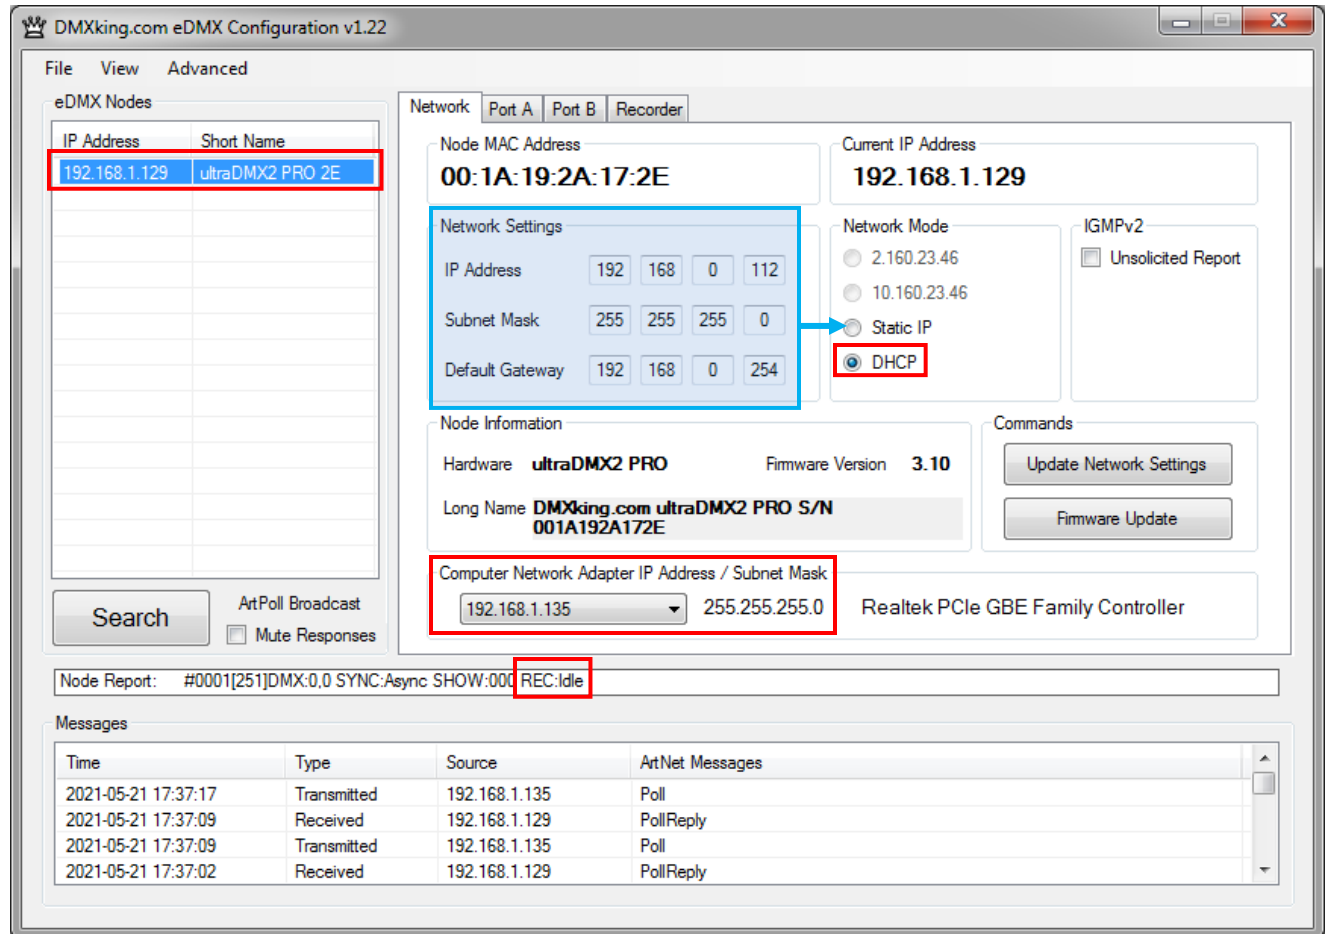 DMXking.com eDMX Configuration v1.22
File View Advanced
eDMX Nodes
IP Address Short Name
192.168.1.129 ultraDMX2 PRO 2E
Network Port A Port B Recorder
Node MAC Address
00:1A:19:2A:17:2E
Current IP Address
192.168.1.129
Network Settings
IP Address 192 168 0 112
Subnet Mask 255 255 255 0
Default Gateway 192 168 0 254
Network Mode
2.160.23.46
10.160.23.46
Static IP
DHCP
IGMPv2
Unsolicited Report
Node Information
Hardware ultraDMX2 PRO Firmware Version 3.10
Long Name DMXking.com ultraDMX2 PRO S/N
001A192A172E
Commands
Update Network Settings
Firmware Update
Computer Network Adapter IP Address / Subnet Mask
192.168.1.135 255.255.255.0 Realtek PCIe GBE Family Controller
Search
ArtPoll Broadcast
Mute Responses
Node Report: #0001[251]DMX:0,0 SYNC:Async SHOW:000 REC:Idle
Messages
Time Type Source ArtNet Messages
2021-05-21 17:37:17 Transmitted 192.168.1.135 Poll
2021-05-21 17:37:09 Received 192.168.1.129 PollReply
2021-05-21 17:37:09 Transmitted 192.168.1.135 Poll
2021-05-21 17:37:02 Received 192.168.1.129 PollReply